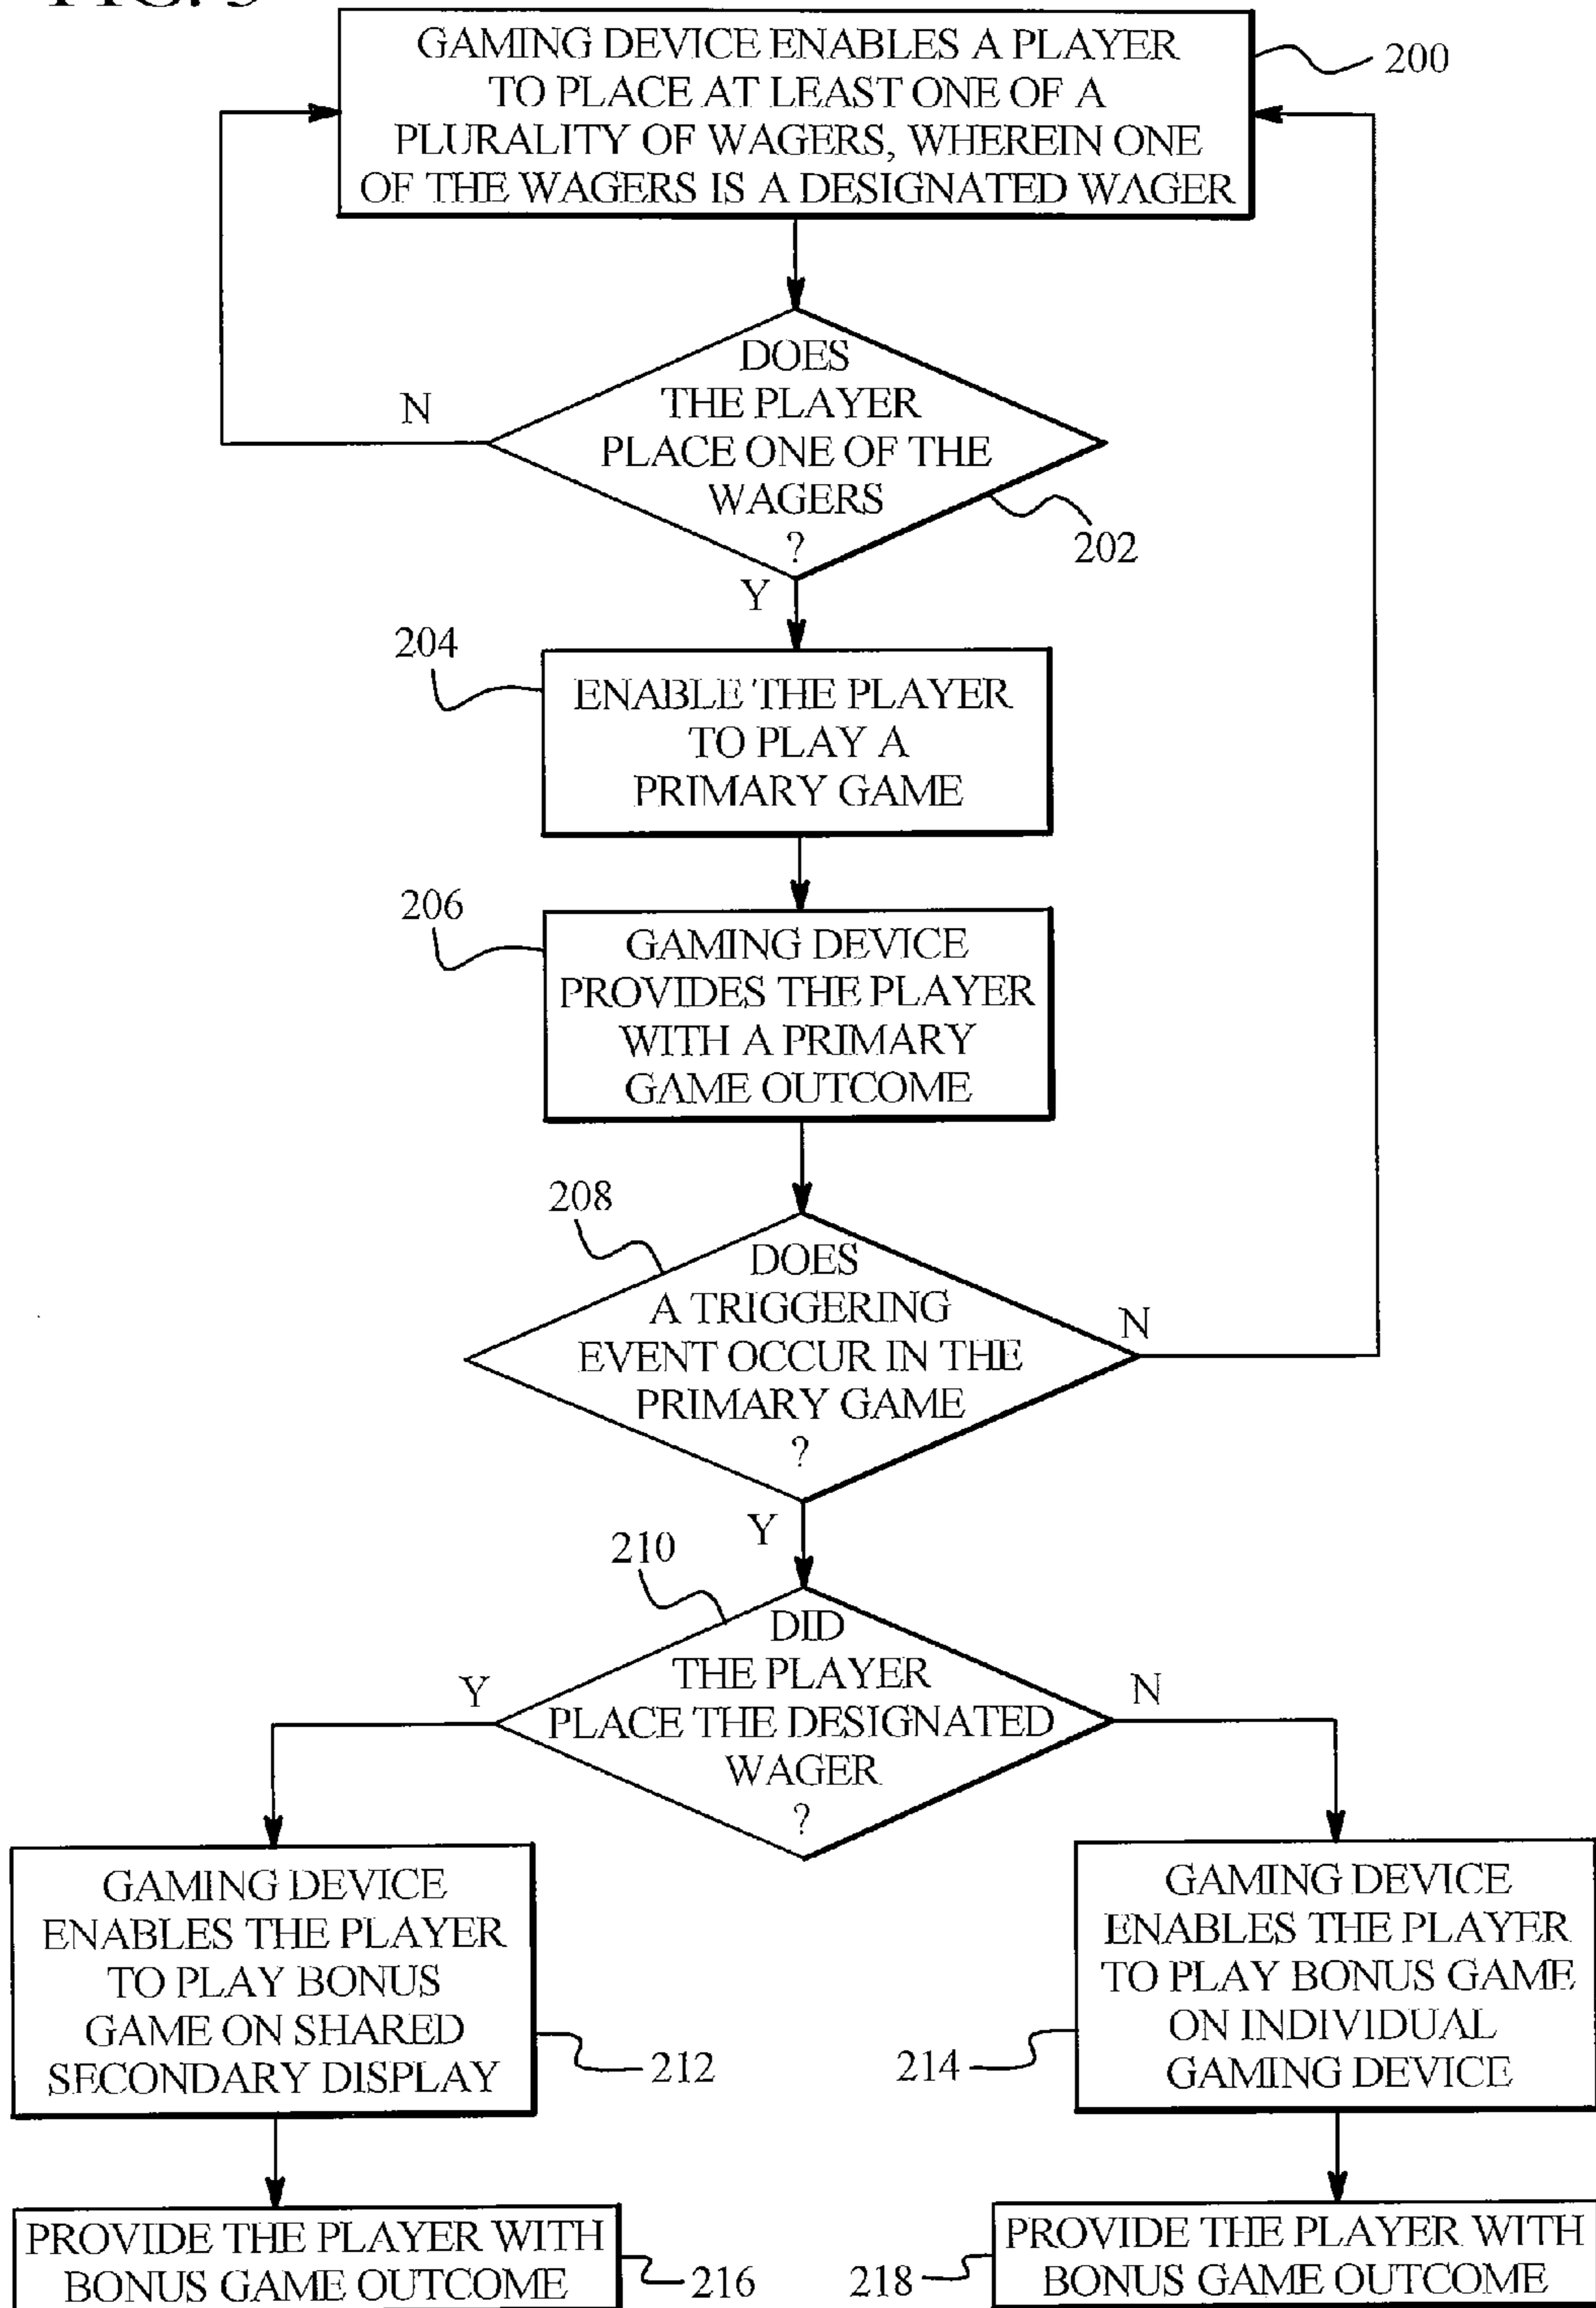 FIG. 3
GAMING DEVICE ENABLES A PLAYER
TO PLACE AT LEAST ONE OF A
PLURALITY OF WAGERS, WHEREIN ONE
OF THE WAGERS IS A DESIGNATED WAGER
200
DOES
THE PLAYER
PLACE ONE OF THE
WAGERS
?
N
202
Y
204
ENABLE THE PLAYER
TO PLAY A
PRIMARY GAME
206
GAMING DEVICE
PROVIDES THE PLAYER
WITH A PRIMARY
GAME OUTCOME
208
DOES
A TRIGGERING
EVENT OCCUR IN THE
PRIMARY GAME
?
N
Y
210
DID
THE PLAYER
PLACE THE DESIGNATED
WAGER
?
Y
N
GAMING DEVICE
ENABLES THE PLAYER
TO PLAY BONUS
GAME ON SHARED
SECONDARY DISPLAY
212
GAMING DEVICE
ENABLES THE PLAYER
TO PLAY BONUS GAME
ON INDIVIDUAL
GAMING DEVICE
214
PROVIDE THE PLAYER WITH
BONUS GAME OUTCOME
216
PROVIDE THE PLAYER WITH
BONUS GAME OUTCOME
218